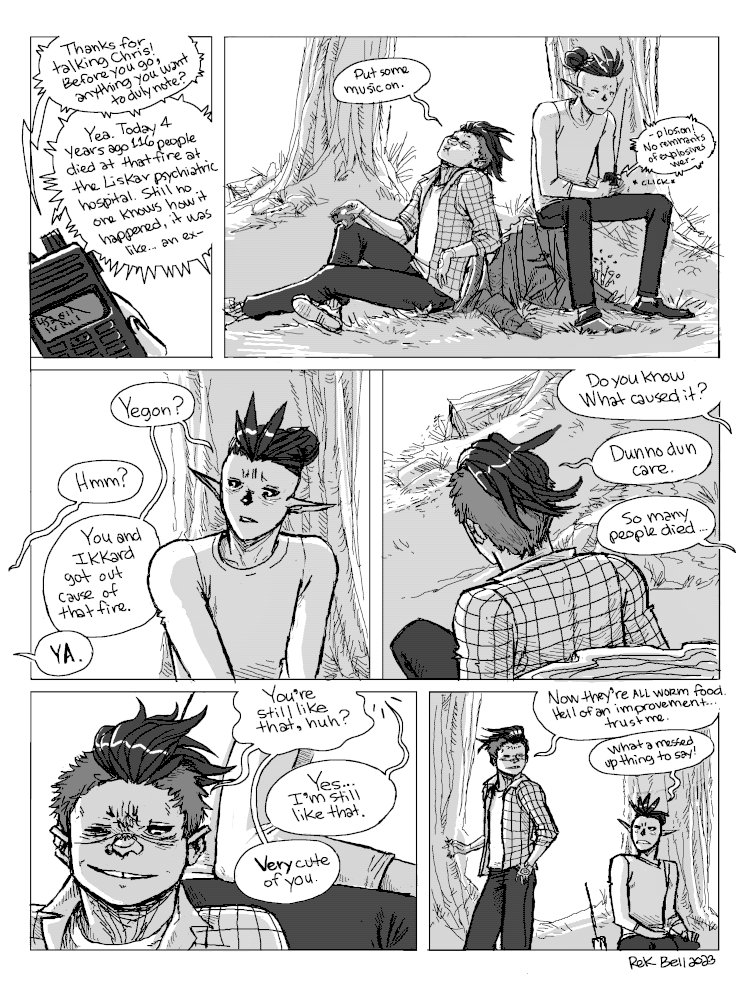 Thanks for
talking Chris!
Before you go,
anything you want
to duly note?
Yea. Today 4
years ago 116 people
died at that fire at
the Liskar psychiatric
hospital. Still no
one knows how it
happened, it was
like... an ex-
Put some
music on.
-plosion!
No remnants
of explosives
wer-
*CLICK*
Yegon?
Hmm?
You and
Ikkard
got out
cause of
that fire.
YA.
Do you know
What caused it?
Dunno dun
care.
So many
people died...
You're
still like
that, huh?
Yes...
I'm still
like that.
Very cute
of you.
Now they're ALL WORM FOOD.
Hell of an improvement...
trust me.
What a messed
up thing to say!
Rek Bell 2023